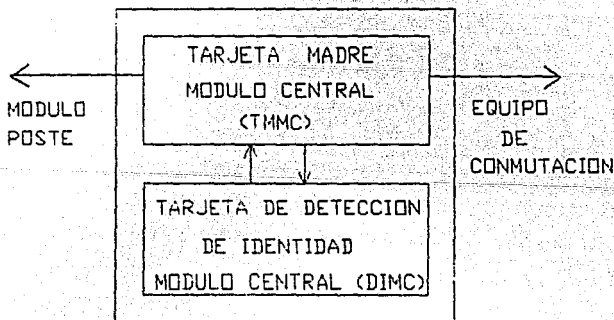 TARJETA MADRE
MODULO CENTRAL
(TMMC)
MODULO
POSTE
EQUIPO
DE
CONMUTACION
TARJETA DE DETECCION
DE IDENTIDAD
MODULO CENTRAL (DIMC)